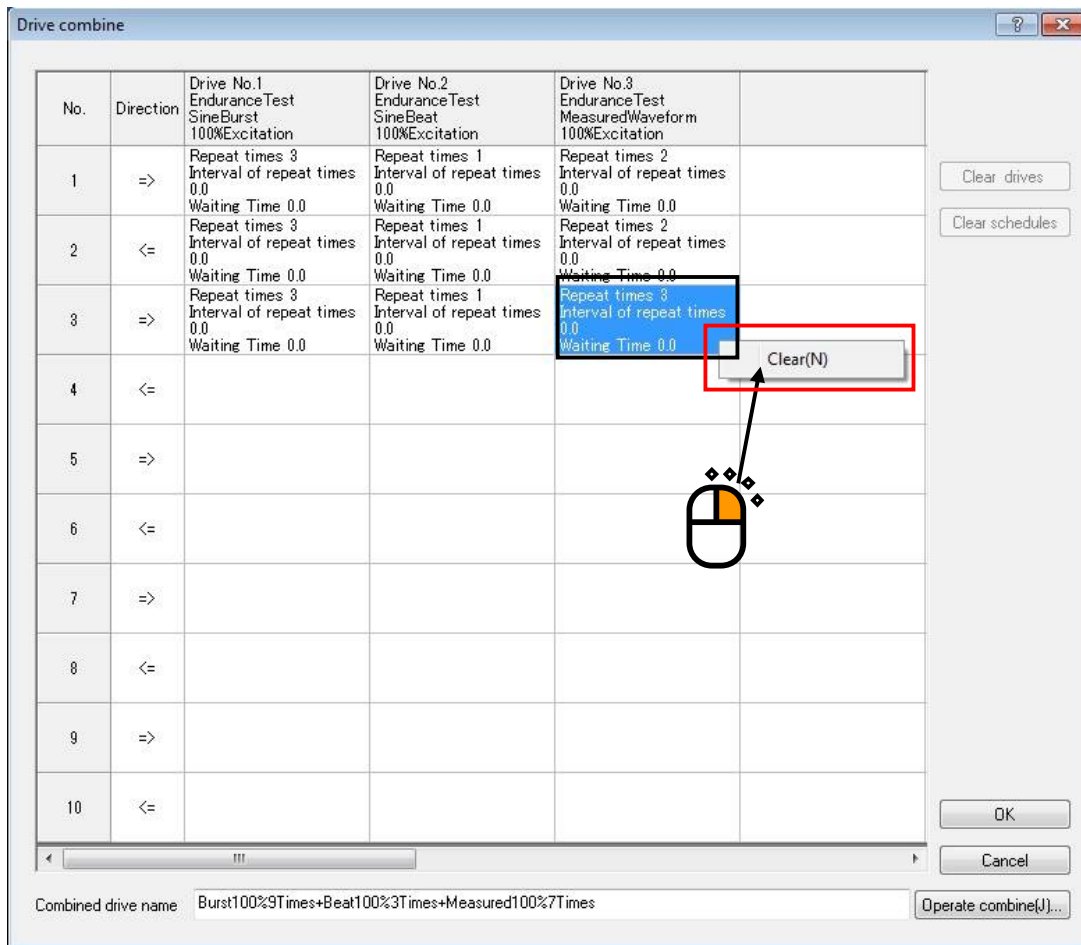 Drive combine
No.
Direction
Drive No.1
EnduranceTest
SineBurst
100%Excitation
Drive No.2
EnduranceTest
SineBeat
100%Excitation
Drive No.3
EnduranceTest
MeasuredWaveform
100%Excitation
1
=>
Repeat times 3
Interval of repeat times
0.0
Waiting Time 0.0
Repeat times 1
Interval of repeat times
0.0
Waiting Time 0.0
Repeat times 2
Interval of repeat times
0.0
Waiting Time 0.0
Clear drives
Clear schedules
2
<=
Repeat times 3
Interval of repeat times
0.0
Waiting Time 0.0
Repeat times 1
Interval of repeat times
0.0
Waiting Time 0.0
Repeat times 2
Interval of repeat times
0.0
Waiting Time 0.0
3
=>
Repeat times 3
Interval of repeat times
0.0
Waiting Time 0.0
Repeat times 1
Interval of repeat times
0.0
Waiting Time 0.0
Repeat times 3
Interval of repeat times
0.0
Waiting Time 0.0
Clear(N)
4
<=
5
=>
6
<=
7
=>
8
<=
9
=>
10
<=
OK
Cancel
Combined drive name
Burst100%9Times+Beat100%3Times+Measured100%7Times
Operate combine(J)...